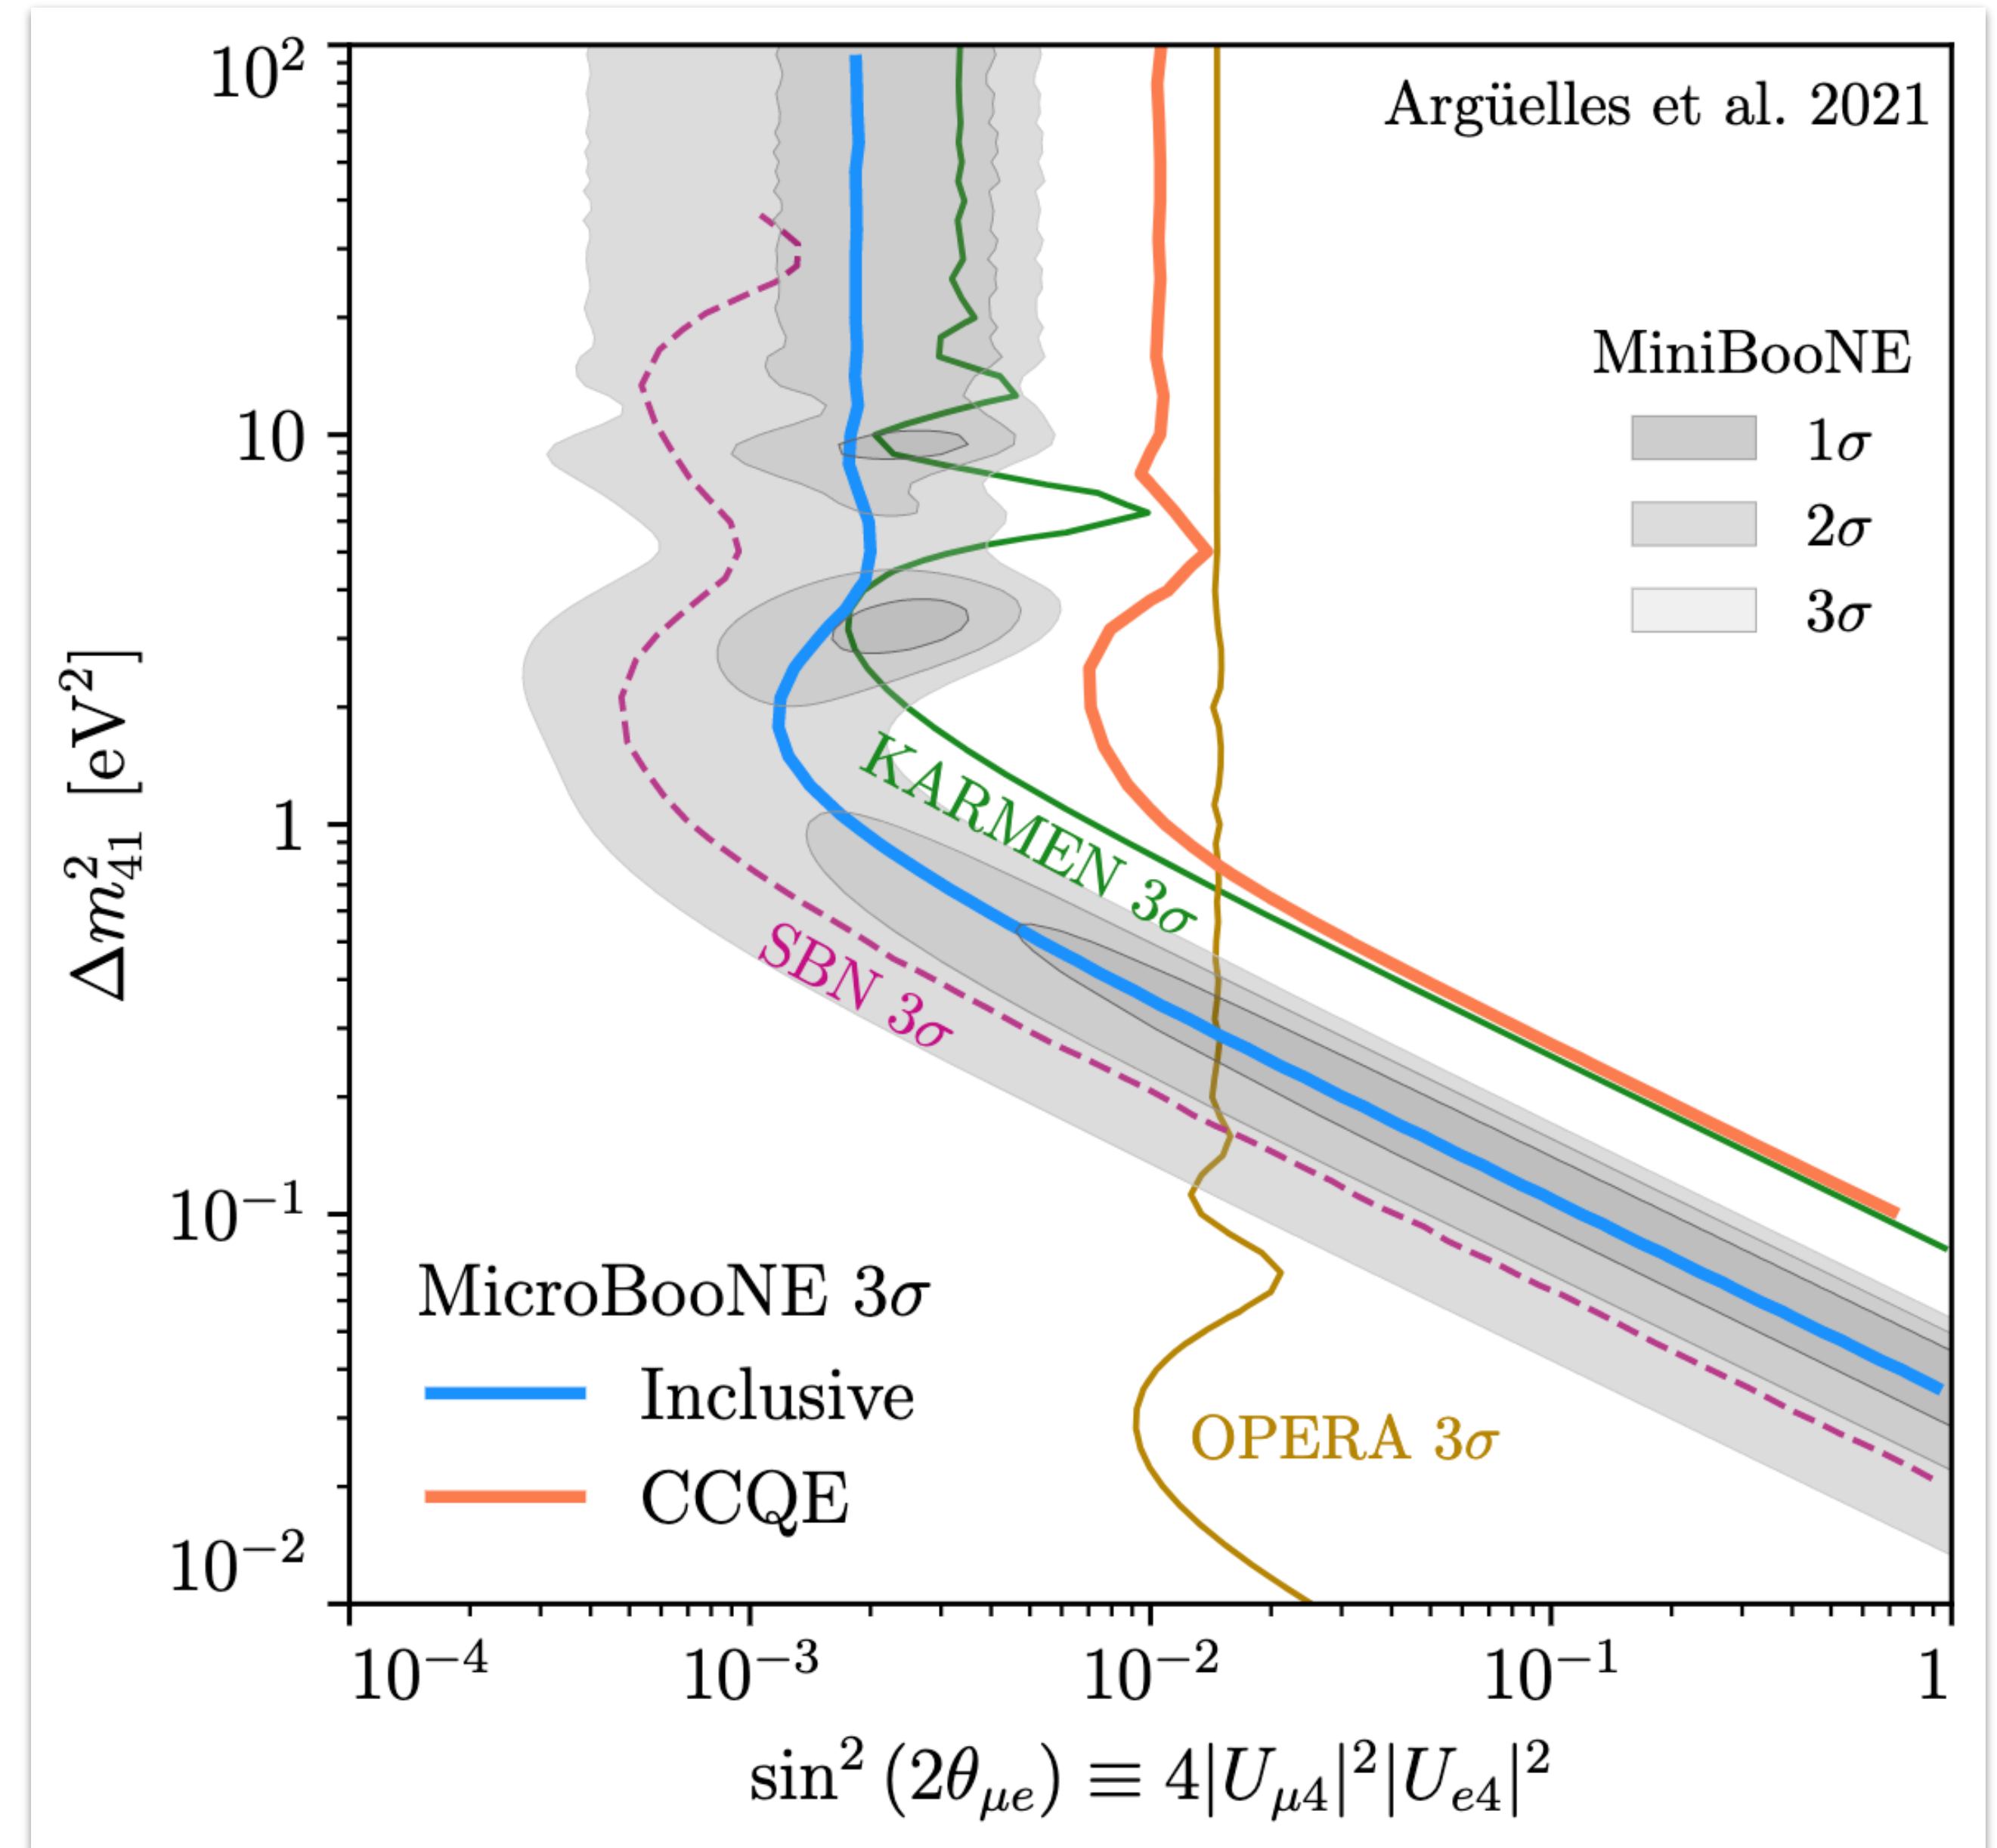 10²
Argüelles et al. 2021
MiniBooNE
1σ
10
2σ
3σ
Δm²₄₁ [eV²]
KARMEN 3σ
1
SBN 3σ
10⁻¹
MicroBooNE 3σ
Inclusive
OPERA 3σ
CCQE
10⁻²
10⁻⁴ 10⁻³ 10⁻² 10⁻¹ 1
sin² (2θ_μe) ≡ 4|U_μ4|²|U_e4|²